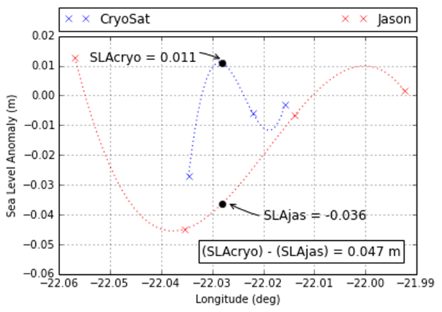 CryoSat
Jason
0.02
0.01
0.00
−0.01
−0.02
−0.03
−0.04
−0.05
−0.06
Sea Level Anomaly (m)
SLAcryo = 0.011
SLAjas = -0.036
(SLAcryo) - (SLAjas) = 0.047 m
−22.06 −22.05 −22.04 −22.03 −22.02 −22.01 −22.00 −21.99
Longitude (deg)